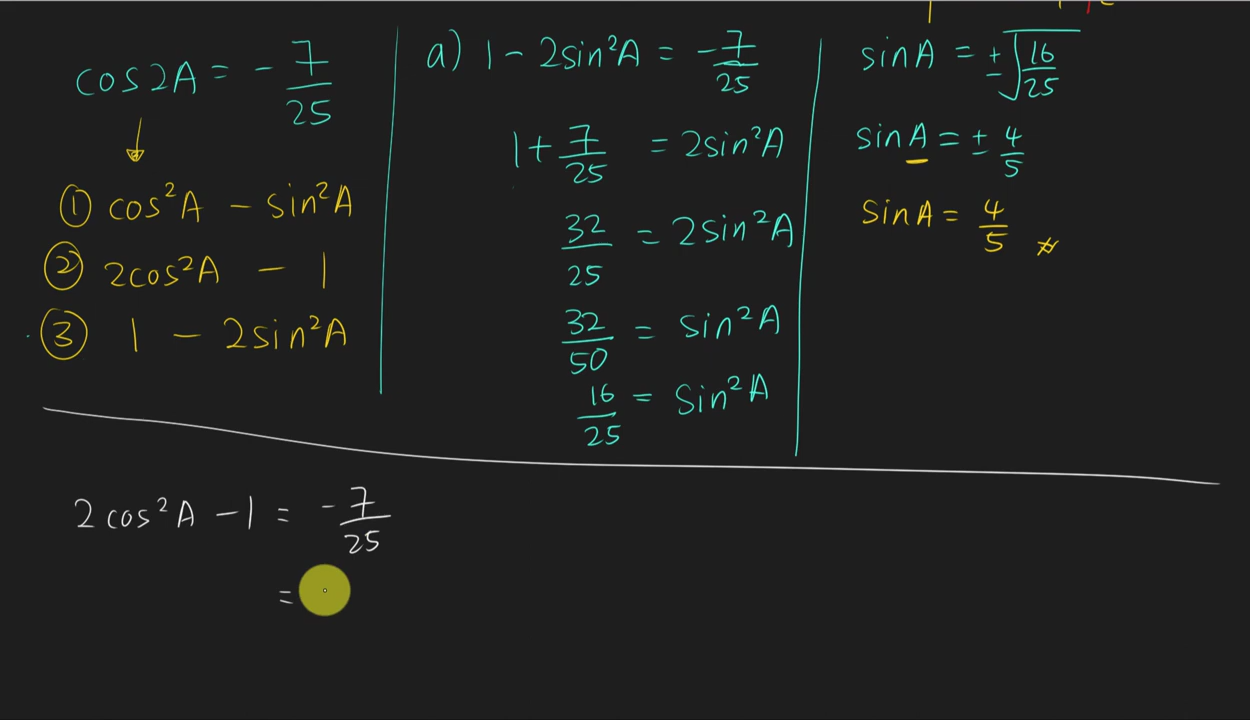 cos2A = - 7/25
① cos²A - sin²A
② 2cos²A - 1
③ 1 - 2sin²A
a) 1 - 2sin²A = - 7/25
1 + 7/25 = 2sin²A
32/25 = 2sin²A
32/50 = sin²A
16/25 = sin²A
sinA = ± √16/25
sinA = ± 4/5
sinA = 4/5
2cos²A - 1 = - 7/25
=